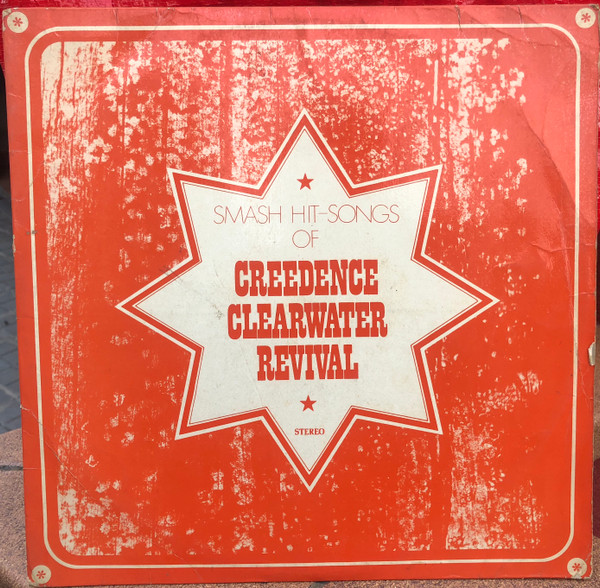 SMASH HIT-SONGS
OF
CREEDENCE
CLEARWATER
REVIVAL
STEREO